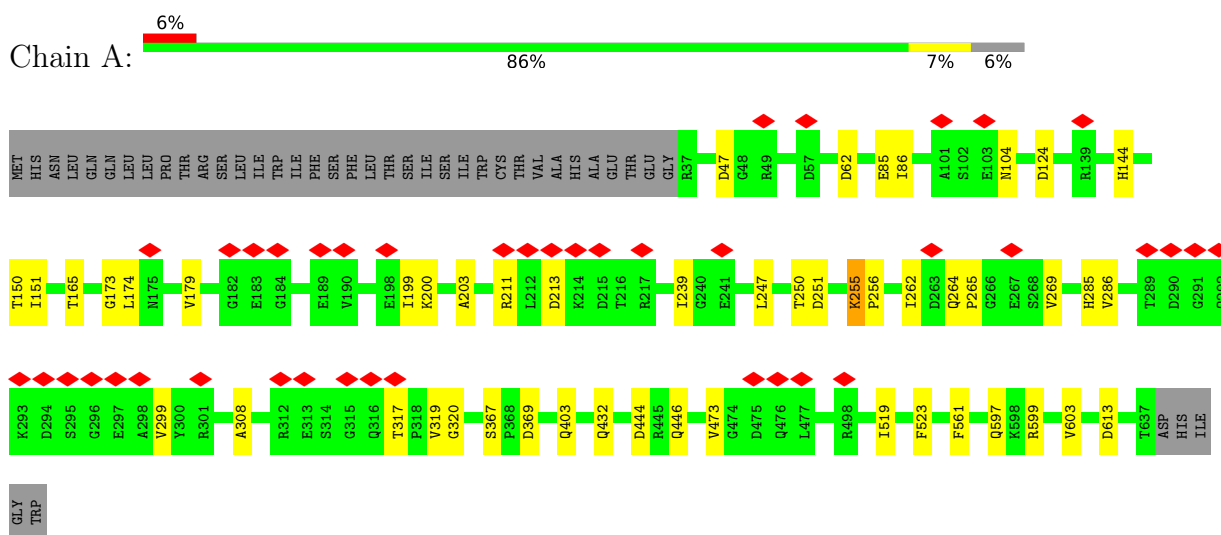 6%
Chain A:
86% 7% 6%
MET HIS ASN LEU GLN GLN LEU LEU PRO THR ARG SER LEU ILE TRP ILE PHE SER PHE LEU THR SER ILE SER ILE TRP CYS THR VAL ALA HIS ALA GLU THR GLU GLY R37 D47 G48 R49 D57 D62 E85 I86 A101 S102 E103 N104 D124 R139 H144
T150 I151 T165 G173 L174 N175 V179 G182 E183 G184 E189 V190 E198 I199 K200 A203 R211 L212 D213 K214 D215 T216 R217 I239 G240 E241 L247 T250 D251 K255 P256 I262 D263 Q264 P265 G266 E267 S268 V269 H285 V286 T289 D290 G291
K293 D294 S295 G296 E297 A298 V299 Y300 R301 A308 R312 E313 S314 G315 Q316 T317 P318 V319 G320 S367 P368 D369 Q403 Q432 D444 R445 Q446 V473 G474 D475 Q476 L477 R498 I519 F523 F561 Q597 K598 R599 V603 D613 T637 ASP HIS ILE
GLY TRP